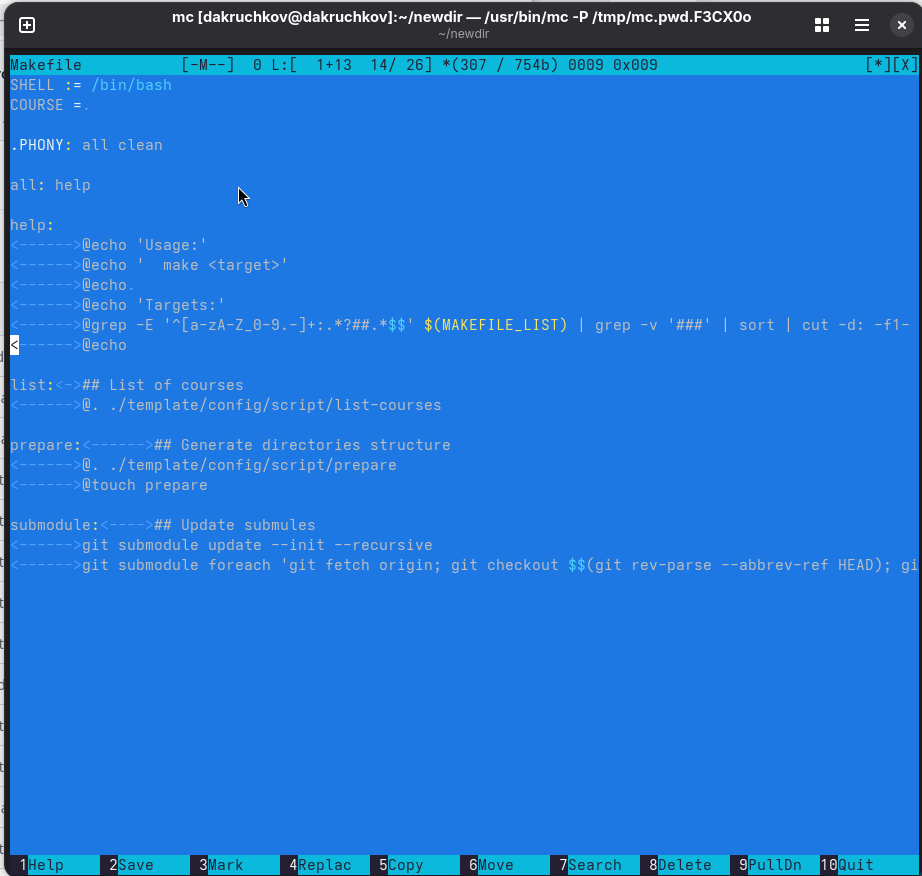 mc [dakruchkov@dakruchkov]:~/newdir — /usr/bin/mc -P /tmp/mc.pwd.F3CX0o
~/newdir
Makefile [-M--] 0 L:[ 1+13 14/ 26] *(307 / 754b) 0009 0x009 [*][X]
SHELL := /bin/bash
COURSE =.
.PHONY: all clean
all: help
help:
<------>@echo 'Usage:'
<------>@echo '  make <target>'
<------>@echo.
<------>@echo 'Targets:'
<------>@grep -E '^[a-zA-Z_0-9.-]+:.*?##.*$$' $(MAKEFILE_LIST) | grep -v '###' | sort | cut -d: -f1-
<------>@echo
list:<->## List of courses
<------>@. ./template/config/script/list-courses
prepare:<------>## Generate directories structure
<------>@. ./template/config/script/prepare
<------>@touch prepare
submodule:<---->## Update submules
<------>git submodule update --init --recursive
<------>git submodule foreach 'git fetch origin; git checkout $$(git rev-parse --abbrev-ref HEAD); gi
1Help 2Save 3Mark 4Replac 5Copy 6Move 7Search 8Delete 9PullDn 10Quit